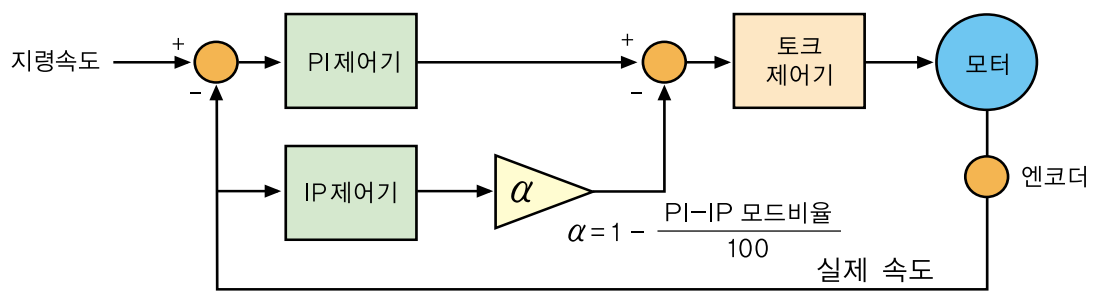 지령속도
+
−
PI제어기
+
−
토크
제어기
모터
엔코더
IP제어기
α
α = 1 − PI−IP 모드비율
100
실제 속도